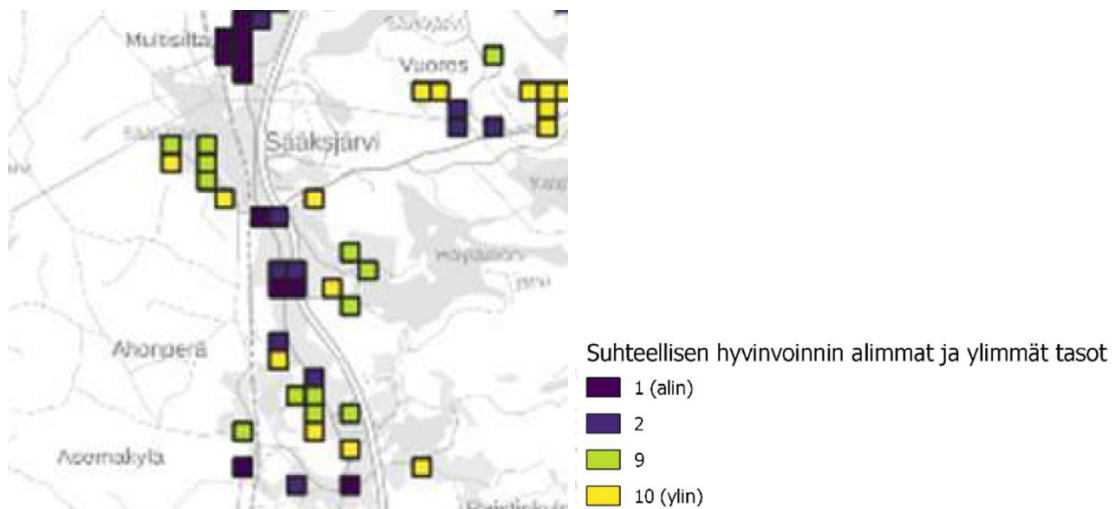 Multisilta
Vuores
Sääksjärvi
Ahonperä
Asemakylä
Suhteellisen hyvinvoinnin alimmat ja ylimmät tasot
1 (alin)
2
9
10 (ylin)